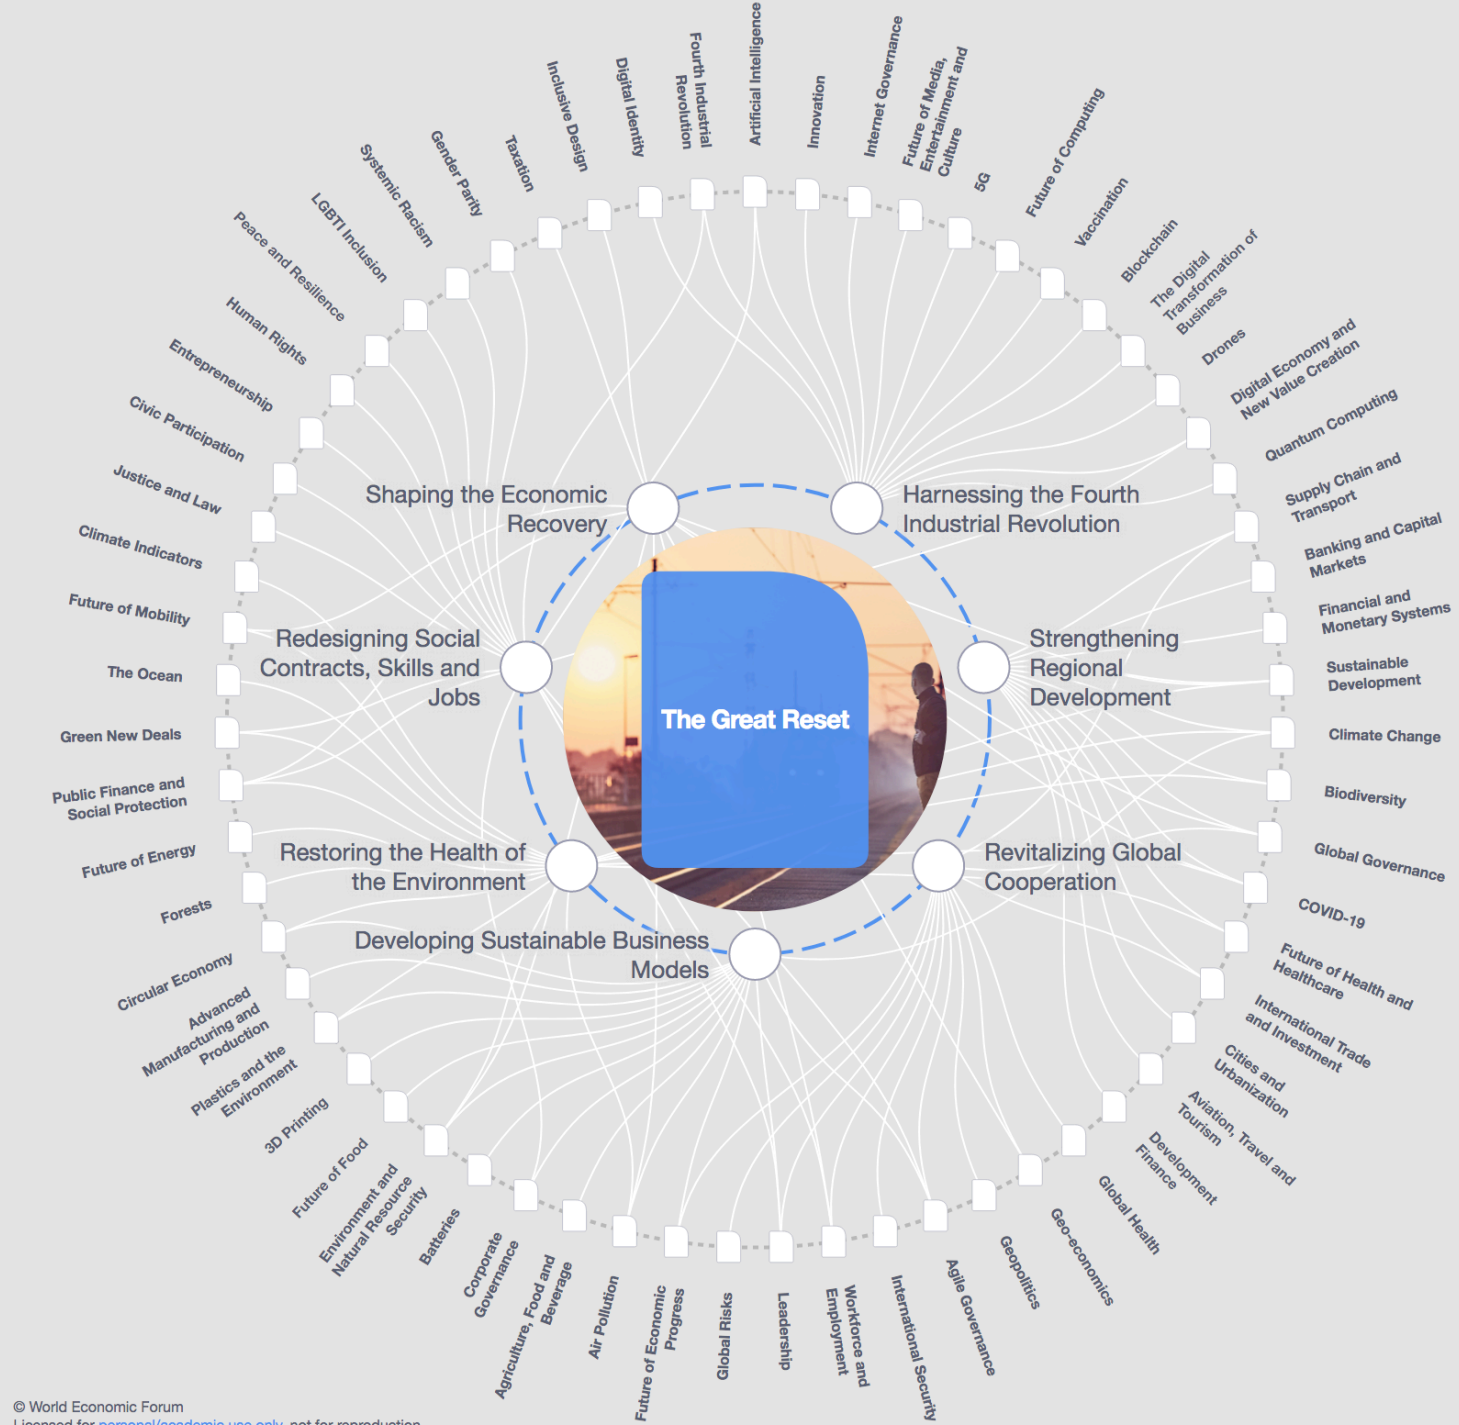 Artificial Intelligence
Innovation
Internet Governance
Future of Media,
Entertainment and
Culture
5G
Future of Computing
Vaccination
Blockchain
The Digital
Transformation of
Business
Drones
Digital Economy and
New Value Creation
Quantum Computing
Supply Chain and
Transport
Banking and Capital
Markets
Financial and
Monetary Systems
Sustainable
Development
Climate Change
Biodiversity
Global Governance
COVID-19
Future of Health and
Healthcare
International Trade
and Investment
Cities and
Urbanization
Aviation, Travel and
Tourism
Development
Finance
Global Health
Geo-economics
Geopolitics
Agile Governance
International Security
Workforce and
Employment
Leadership
Global Risks
Future of Economic
Progress
Air Pollution
Agriculture, Food and
Beverage
Corporate
Governance
Batteries
Environment and
Natural Resource
Security
Future of Food
3D Printing
Plastics and the
Environment
Advanced
Manufacturing and
Production
Circular Economy
Forests
Future of Energy
Public Finance and
Social Protection
Green New Deals
The Ocean
Future of Mobility
Climate Indicators
Justice and Law
Civic Participation
Entrepreneurship
Human Rights
Peace and Resilience
LGBTI Inclusion
Systemic Racism
Gender Parity
Taxation
Inclusive Design
Digital Identity
Fourth Industrial
Revolution
Shaping the Economic
Recovery
Harnessing the Fourth
Industrial Revolution
Redesigning Social
Contracts, Skills and
Jobs
Strengthening
Regional
Development
The Great Reset
Restoring the Health of
the Environment
Revitalizing Global
Cooperation
Developing Sustainable Business
Models
© World Economic Forum
Licensed for personal/academic use only, not for reproduction